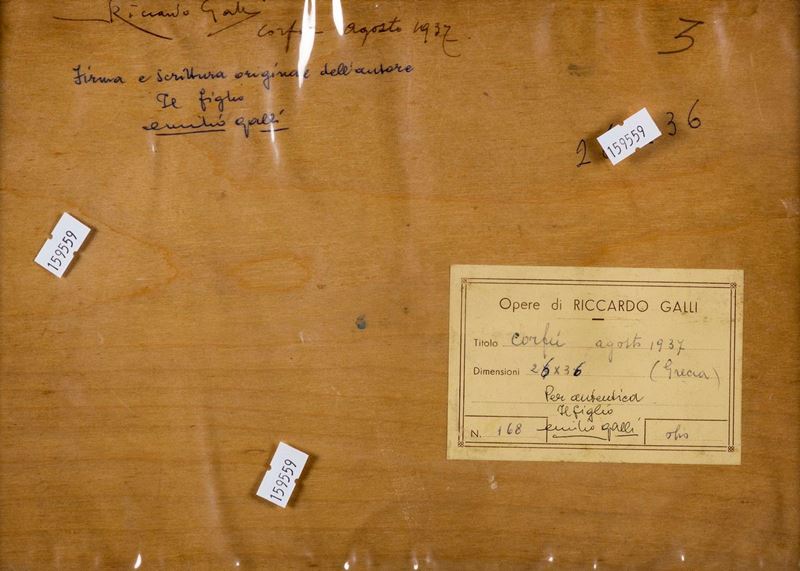 Riccardo Galli
Corfù agosto 1937.
3
Firma e scrittura originale dell'autore
Il figlio
emilio galli
36
159559
159559
159559
Opere di RICCARDO GALLI
Titolo corfù agosto 1937
Dimensioni 26x36 (Grecia)
Per autentica
Il figlio
emilio galli
N. 168
olio